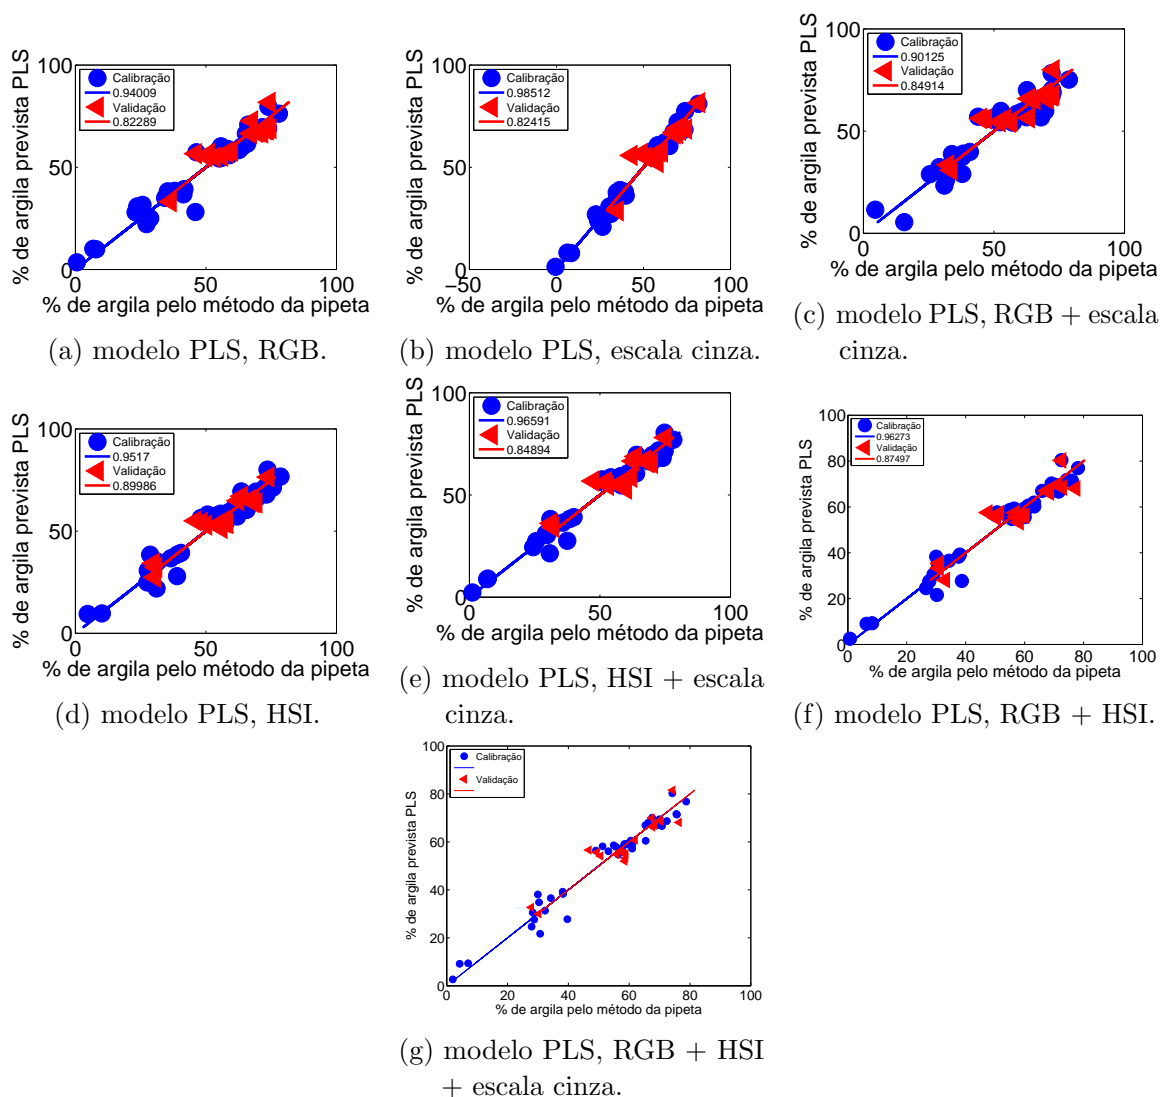 % de argila prevista PLS
100
50
0
Calibração
0.94009
Validação
0.82289
0
50
100
% de argila pelo método da pipeta
(a) modelo PLS, RGB.
% de argila prevista PLS
100
50
0
Calibração
0.98512
Validação
0.82415
−50
0
50
100
% de argila pelo método da pipeta
(b) modelo PLS, escala cinza.
% de argila prevista PLS
100
50
0
Calibração
0.90125
Validação
0.84914
0
50
100
% de argila pelo método da pipeta
(c) modelo PLS, RGB + escala
cinza.
% de argila prevista PLS
100
50
0
Calibração
0.9517
Validação
0.89986
0
50
100
% de argila pelo método da pipeta
(d) modelo PLS, HSI.
% de argila prevista PLS
100
50
0
Calibração
0.96591
Validação
0.84894
0
50
100
% de argila pelo método da pipeta
(e) modelo PLS, HSI + escala
cinza.
% de argila prevista PLS
100
80
60
40
20
0
Calibração
0.96273
Validação
0.87497
0
20
40
60
80
100
% de argila pelo método da pipeta
(f) modelo PLS, RGB + HSI.
% de argila prevista PLS
100
80
60
40
20
0
Calibração
Validação
0
20
40
60
80
100
% de argila pelo método da pipeta
(g) modelo PLS, RGB + HSI
+ escala cinza.